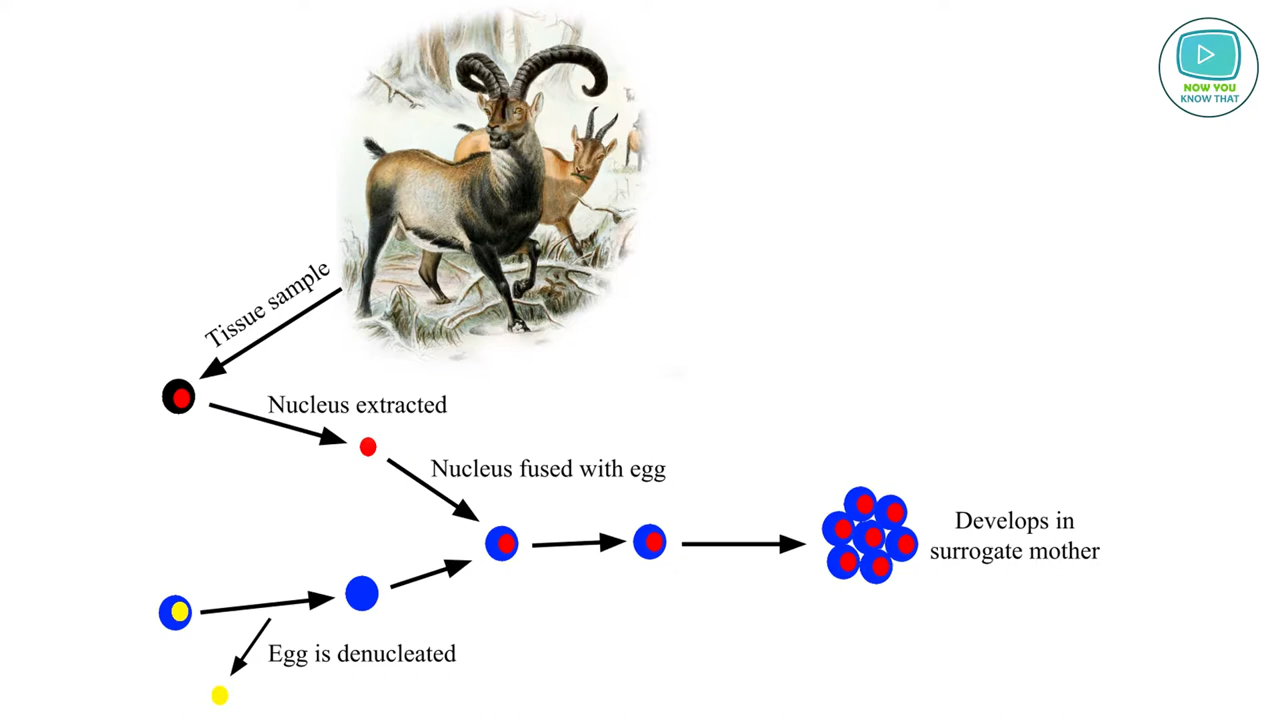 NOW YOU
KNOW THAT
Tissue sample
Nucleus extracted
Nucleus fused with egg
Develops in
surrogate mother
Egg is denucleated